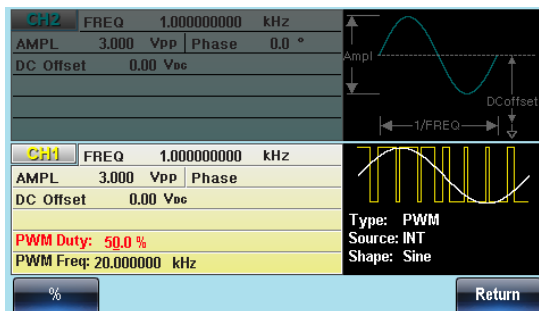 CH2 FREQ 1.000000000 kHz
AMPL 3.000 VPP Phase 0.0 °
DC Offset 0.00 VDC
Ampl
DCoffset
1/FREQ
CH1 FREQ 1.000000000 kHz
AMPL 3.000 VPP Phase
DC Offset 0.00 VDC
PWM Duty: 50.0 %
PWM Freq: 20.000000 kHz
Type: PWM
Source: INT
Shape: Sine
% Return